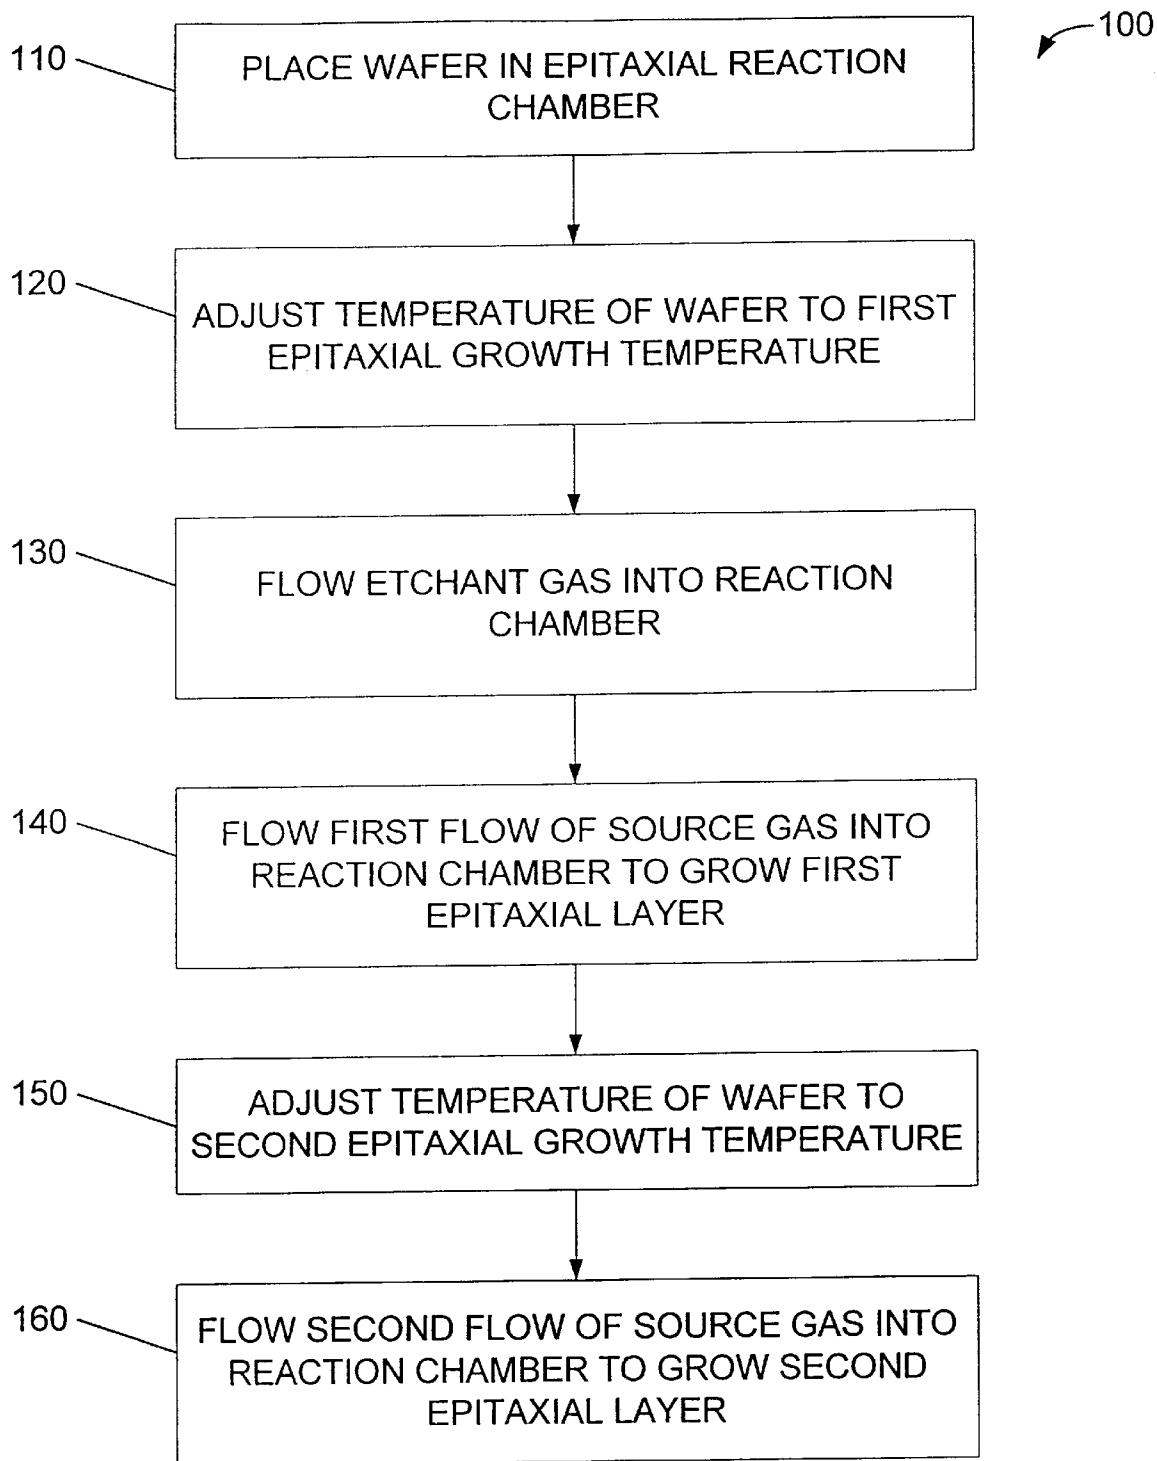 100
110
PLACE WAFER IN EPITAXIAL REACTION
CHAMBER
120
ADJUST TEMPERATURE OF WAFER TO FIRST
EPITAXIAL GROWTH TEMPERATURE
130
FLOW ETCHANT GAS INTO REACTION
CHAMBER
140
FLOW FIRST FLOW OF SOURCE GAS INTO
REACTION CHAMBER TO GROW FIRST
EPITAXIAL LAYER
150
ADJUST TEMPERATURE OF WAFER TO
SECOND EPITAXIAL GROWTH TEMPERATURE
160
FLOW SECOND FLOW OF SOURCE GAS INTO
REACTION CHAMBER TO GROW SECOND
EPITAXIAL LAYER